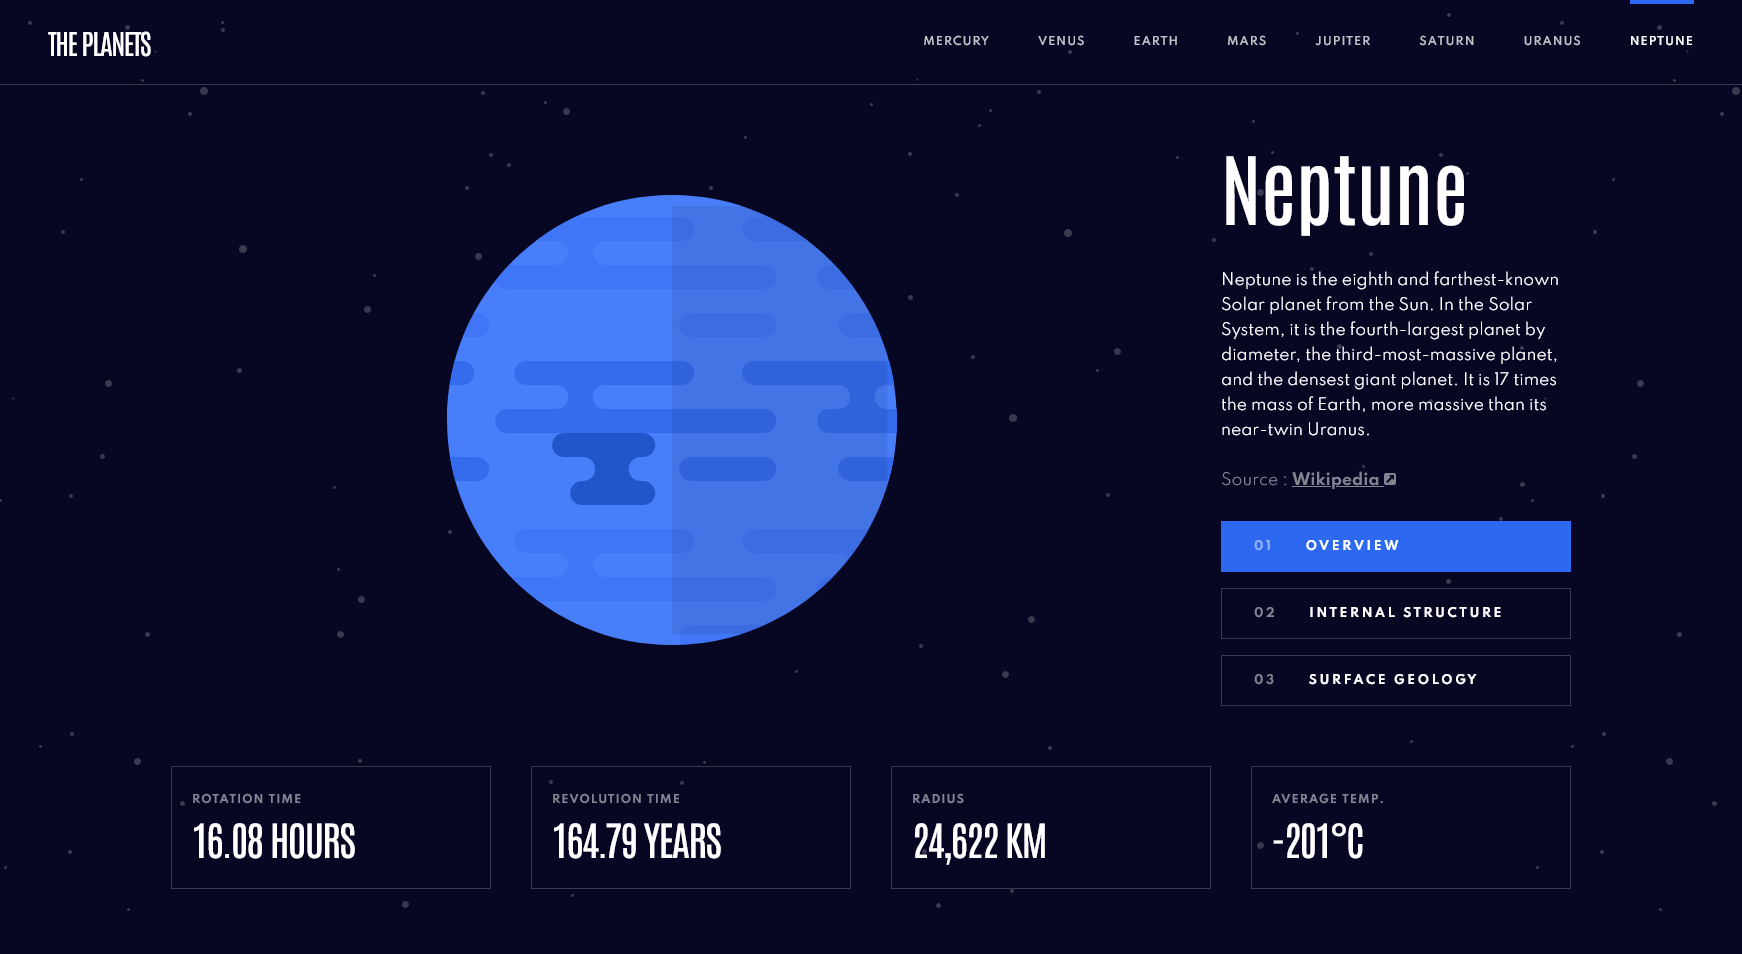 THE PLANETS
MERCURY VENUS EARTH MARS JUPITER SATURN URANUS NEPTUNE
Neptune
Neptune is the eighth and farthest-known
Solar planet from the Sun. In the Solar
System, it is the fourth-largest planet by
diameter, the third-most-massive planet,
and the densest giant planet. It is 17 times
the mass of Earth, more massive than its
near-twin Uranus.
Source : Wikipedia
01 OVERVIEW
02 INTERNAL STRUCTURE
03 SURFACE GEOLOGY
ROTATION TIME
16.08 HOURS
REVOLUTION TIME
164.79 YEARS
RADIUS
24,622 KM
AVERAGE TEMP.
-201°C